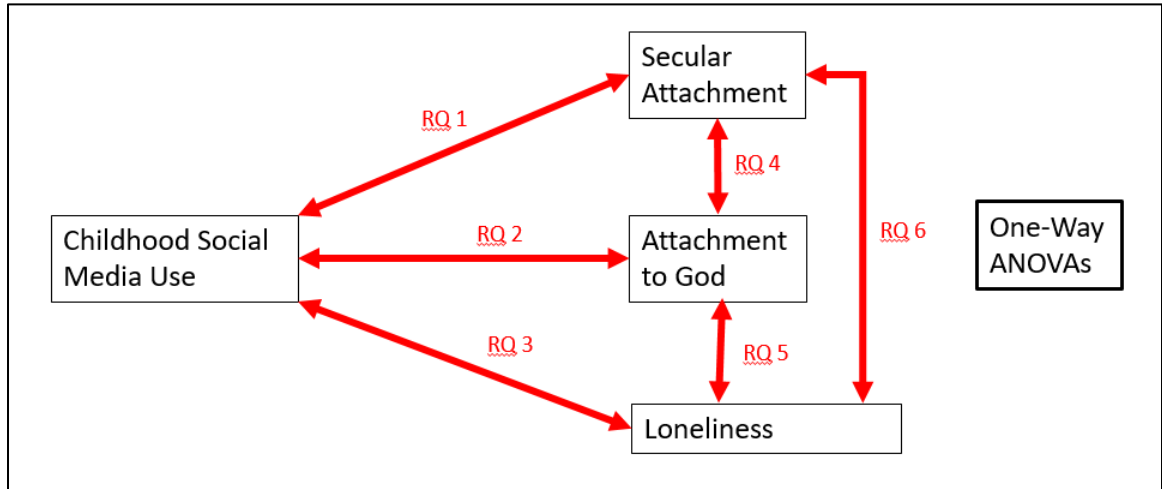 Secular
Attachment
RQ 1
RQ 4
Childhood Social
Media Use
RQ 2
Attachment
to God
RQ 6
One-Way
ANOVAs
RQ 3
RQ 5
Loneliness